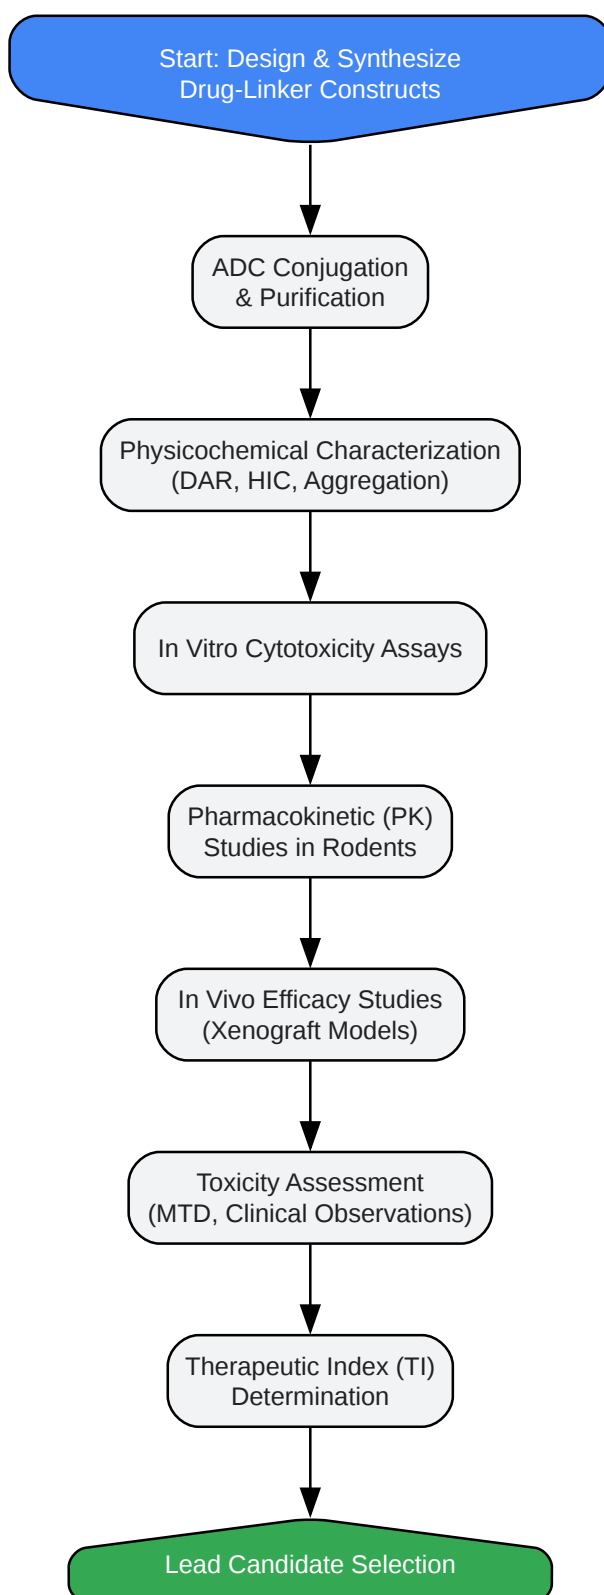 Start: Design & Synthesize
Drug-Linker Constructs
ADC Conjugation
& Purification
Physicochemical Characterization
(DAR, HIC, Aggregation)
In Vitro Cytotoxicity Assays
Pharmacokinetic (PK)
Studies in Rodents
In Vivo Efficacy Studies
(Xenograft Models)
Toxicity Assessment
(MTD, Clinical Observations)
Therapeutic Index (TI)
Determination
Lead Candidate Selection